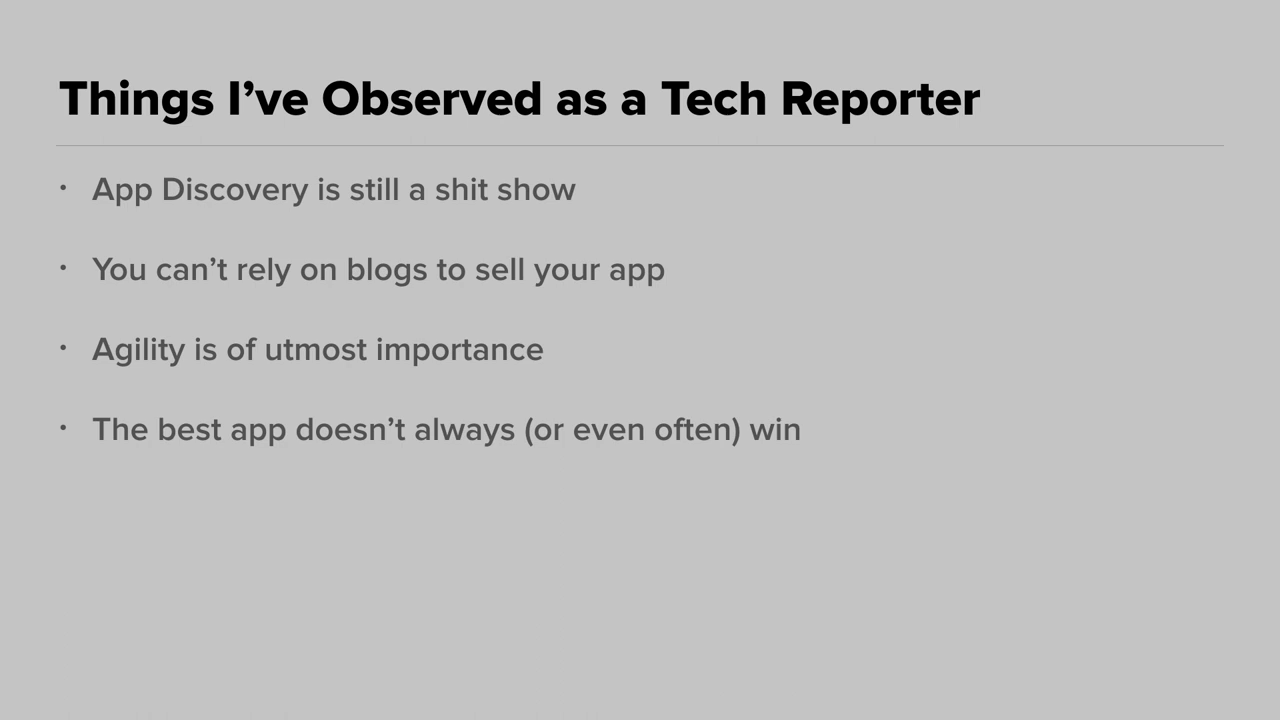 Things I’ve Observed as a Tech Reporter
• App Discovery is still a shit show
• You can’t rely on blogs to sell your app
• Agility is of utmost importance
• The best app doesn’t always (or even often) win